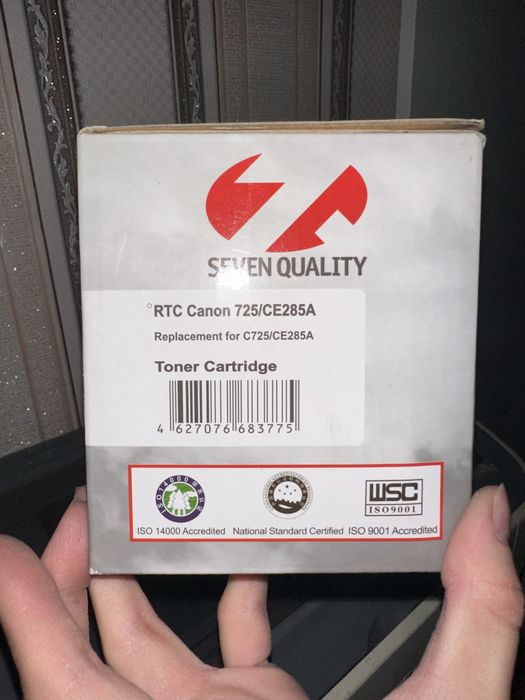 SEVEN QUALITY
°RTC Canon 725/CE285A
Replacement for C725/CE285A
Toner Cartridge
4 627076 683775
ISO14000
WSC
ISO9001
ISO 14000 Accredited National Standard Certified ISO 9001 Accredited